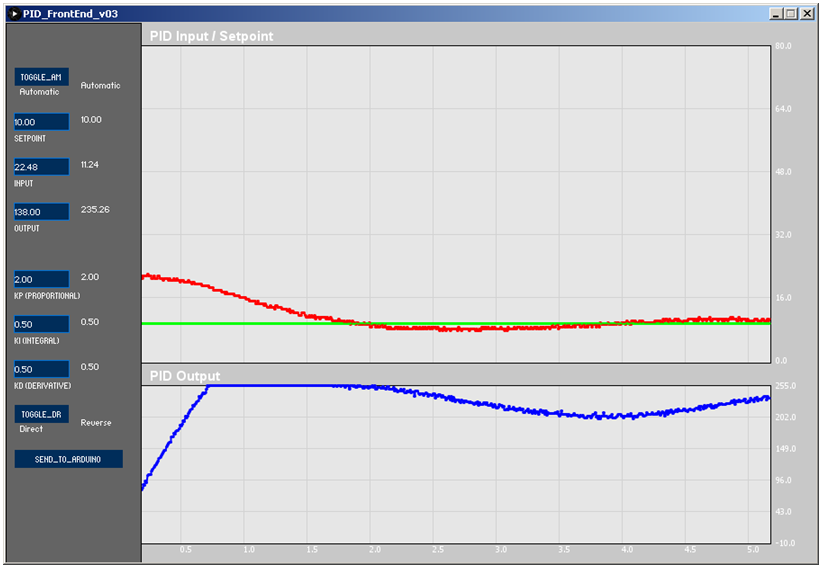 PID_FrontEnd_v03
PID Input / Setpoint
TOGGLE_AM
Automatic
Automatic
10.00
10.00
SETPOINT
22.48
11.24
INPUT
138.00
235.26
OUTPUT
2.00
2.00
KP (PROPORTIONAL)
0.50
0.50
KI (INTEGRAL)
0.50
0.50
KD (DERIVATIVE)
TOGGLE_DR
Direct
Reverse
SEND_TO_ARDUINO
80.0
64.0
48.0
32.0
16.0
0.0
PID Output
255.0
202.0
149.0
96.0
43.0
-10.0
0.5 1.0 1.5 2.0 2.5 3.0 3.5 4.0 4.5 5.0